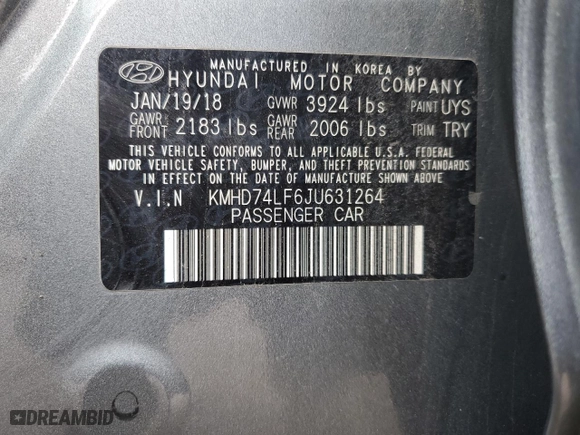 MANUFACTURED IN KOREA BY
HYUNDAI MOTOR COMPANY
JAN/19/18 GVWR 3924 lbs PAINT UYS
GAWR FRONT 2183 lbs GAWR REAR 2006 lbs TRIM TRY
THIS VEHICLE CONFORMS TO ALL APPLICABLE U.S.A. FEDERAL
MOTOR VEHICLE SAFETY, BUMPER, AND THEFT PREVENTION STANDARDS
IN EFFECT ON THE DATE OF MANUFACTURE SHOWN ABOVE.
V.I.N KMHD74LF6JU631264
PASSENGER CAR
DREAMBID